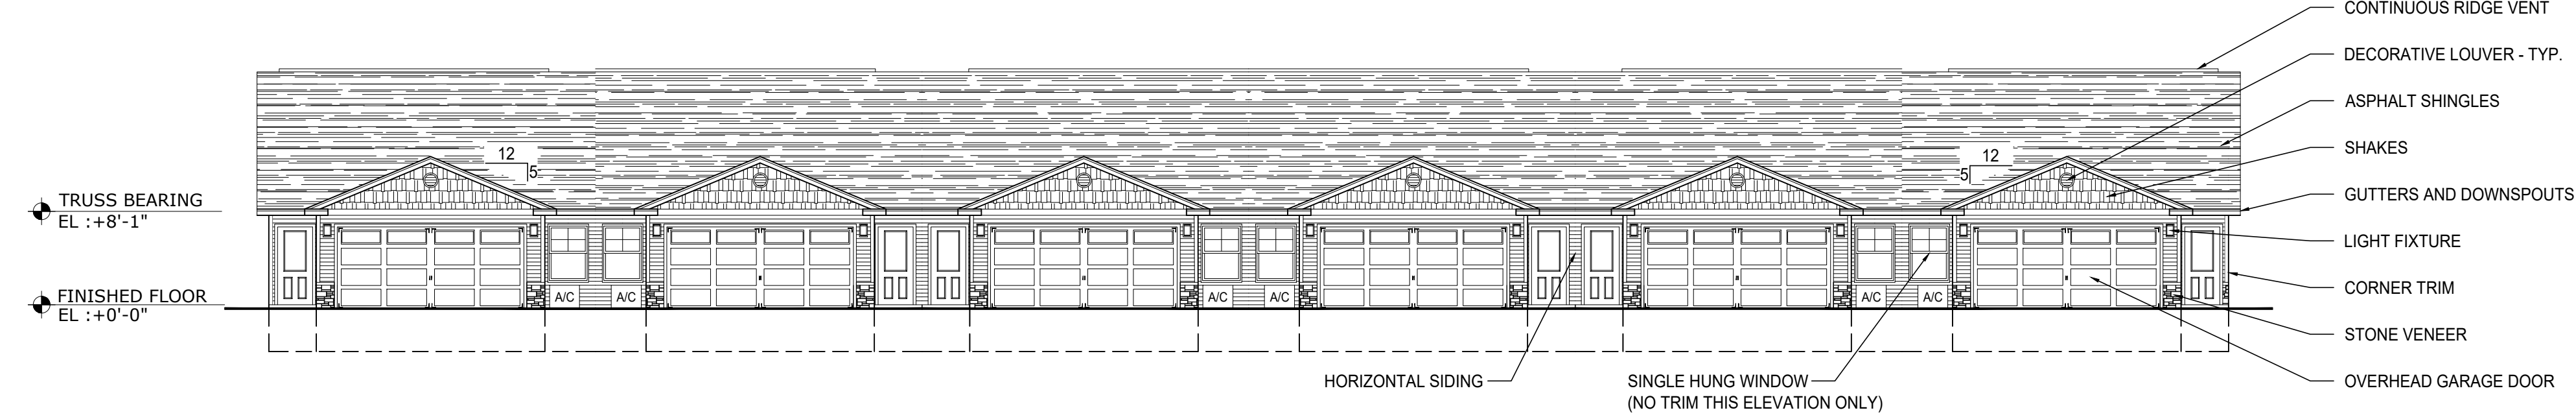 CONTINUOUS RIDGE VENT
DECORATIVE LOUVER - TYP.
ASPHALT SHINGLES
12
5
12
5
SHAKES
TRUSS BEARING
EL :+8'-1"
GUTTERS AND DOWNSPOUTS
LIGHT FIXTURE
FINISHED FLOOR
EL :+0'-0"
A/C
A/C
A/C
A/C
A/C
A/C
CORNER TRIM
STONE VENEER
HORIZONTAL SIDING
SINGLE HUNG WINDOW
(NO TRIM THIS ELEVATION ONLY)
OVERHEAD GARAGE DOOR